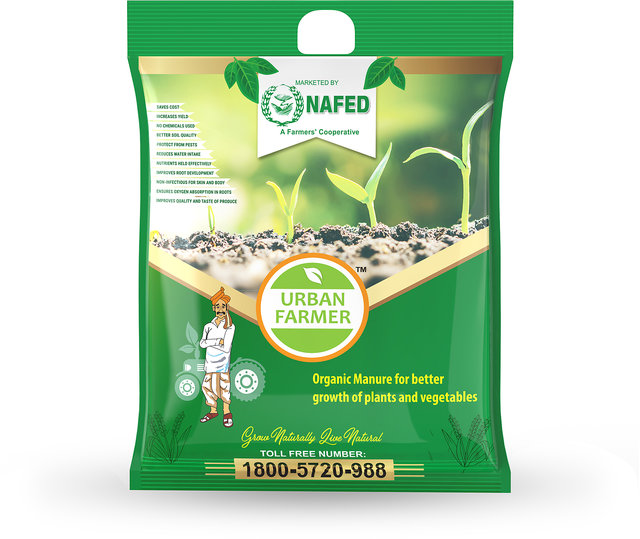 MARKETED BY
NAFED
A Farmers' Cooperative
SAVES COST
INCREASES YIELD
NO CHEMICALS USED
BETTER SOIL QUALITY
PROTECT FROM PESTS
REDUCES WATER INTAKE
NUTRIENTS HELD EFFECTIVELY
IMPROVES ROOT DEVELOPMENT
NON-INFECTIOUS FOR SKIN AND BODY
ENSURES OXYGEN ABSORPTION IN ROOTS
IMPROVES QUALITY AND TASTE OF PRODUCE
TM
URBAN
FARMER
Organic Manure for better
growth of plants and vegetables
Grow Naturally Live Natural
TOLL FREE NUMBER:
1800-5720-988